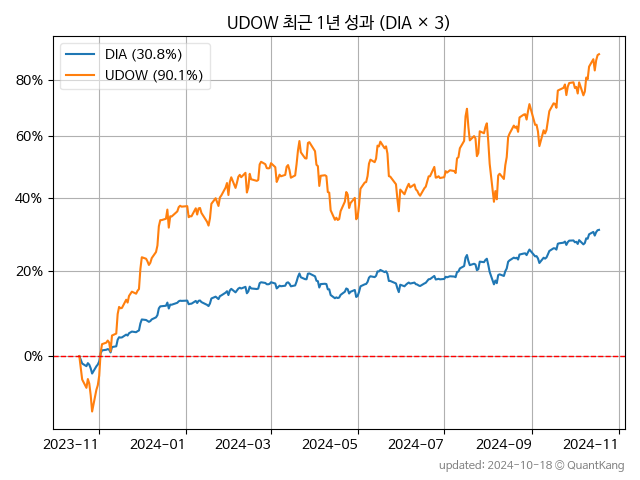 UDOW 최근 1년 성과 (DIA × 3)
DIA (30.8%)
UDOW (90.1%)
80%
60%
40%
20%
0%
2023−11 2024−01 2024−03 2024−05 2024−07 2024−09 2024−11
updated: 2024-10-18 © QuantKang